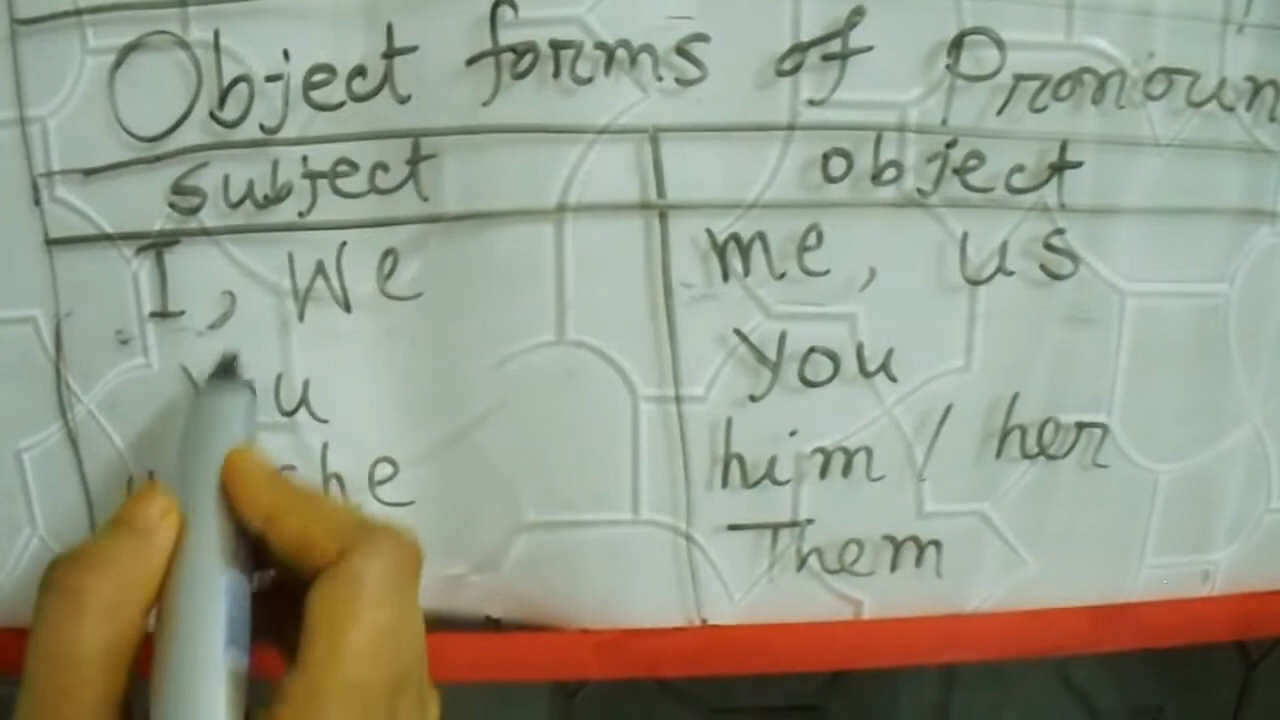 Object forms of Pronoun
subject object
I, We me, us
you
him / her
Them